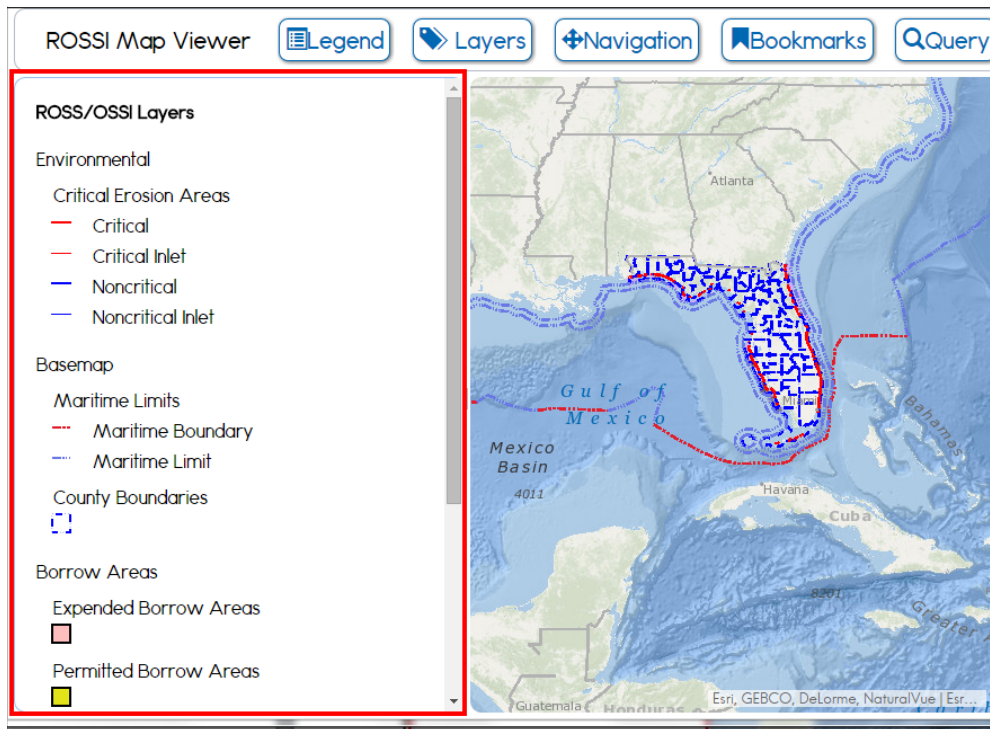 ROSSI Map Viewer
Legend
Layers
Navigation
Bookmarks
Query
ROSS/OSSI Layers
Environmental
Critical Erosion Areas
Critical
Critical Inlet
Noncritical
Noncritical Inlet
Basemap
Maritime Limits
Maritime Boundary
Maritime Limit
County Boundaries
Borrow Areas
Expended Borrow Areas
Permitted Borrow Areas
Atlanta
Gulf of
Mexico
Miami
Bahamas
Mexico
Basin
4011
Havana
Cuba
8201
Greater
Guatemala
Honduras
Esri, GEBCO, DeLorme, NaturalVue | Esr...